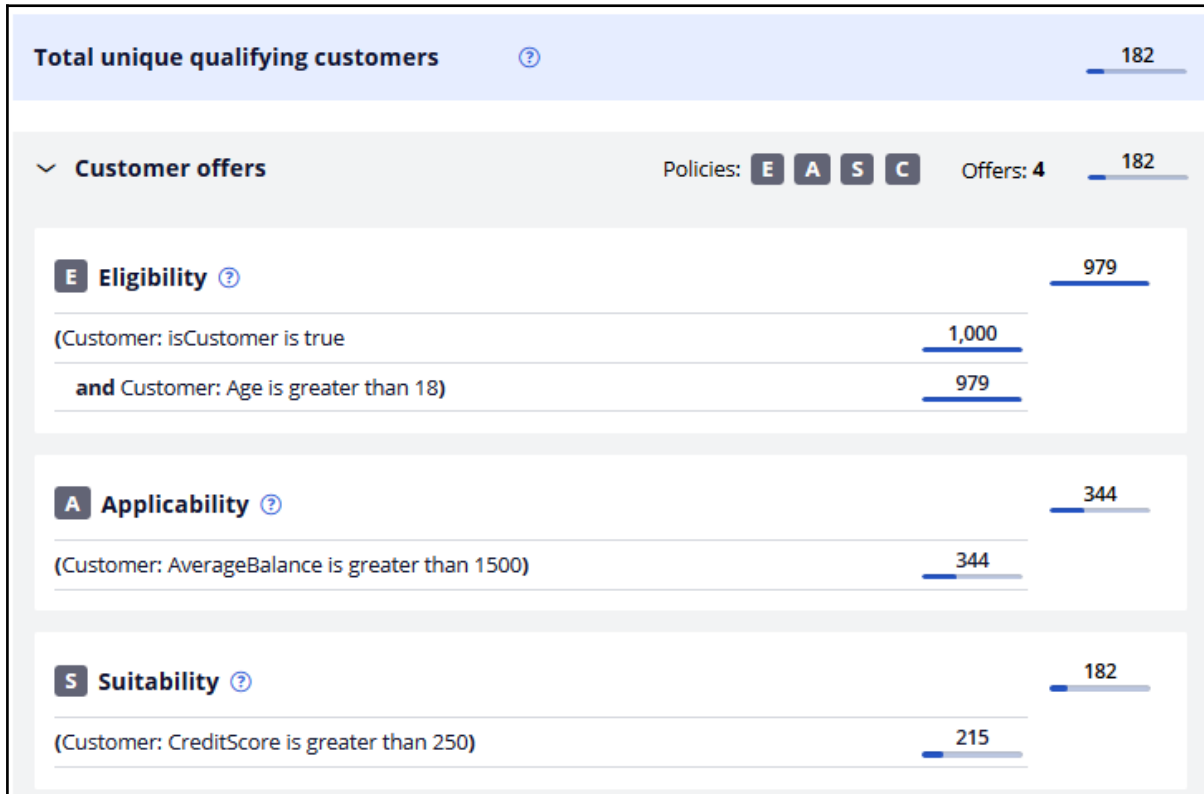 Total unique qualifying customers ? 182
Customer offers Policies: E A S C Offers: 4 182
E Eligibility ? 979
(Customer: isCustomer is true 1,000
and Customer: Age is greater than 18) 979
A Applicability ? 344
(Customer: AverageBalance is greater than 1500) 344
S Suitability ? 182
(Customer: CreditScore is greater than 250) 215